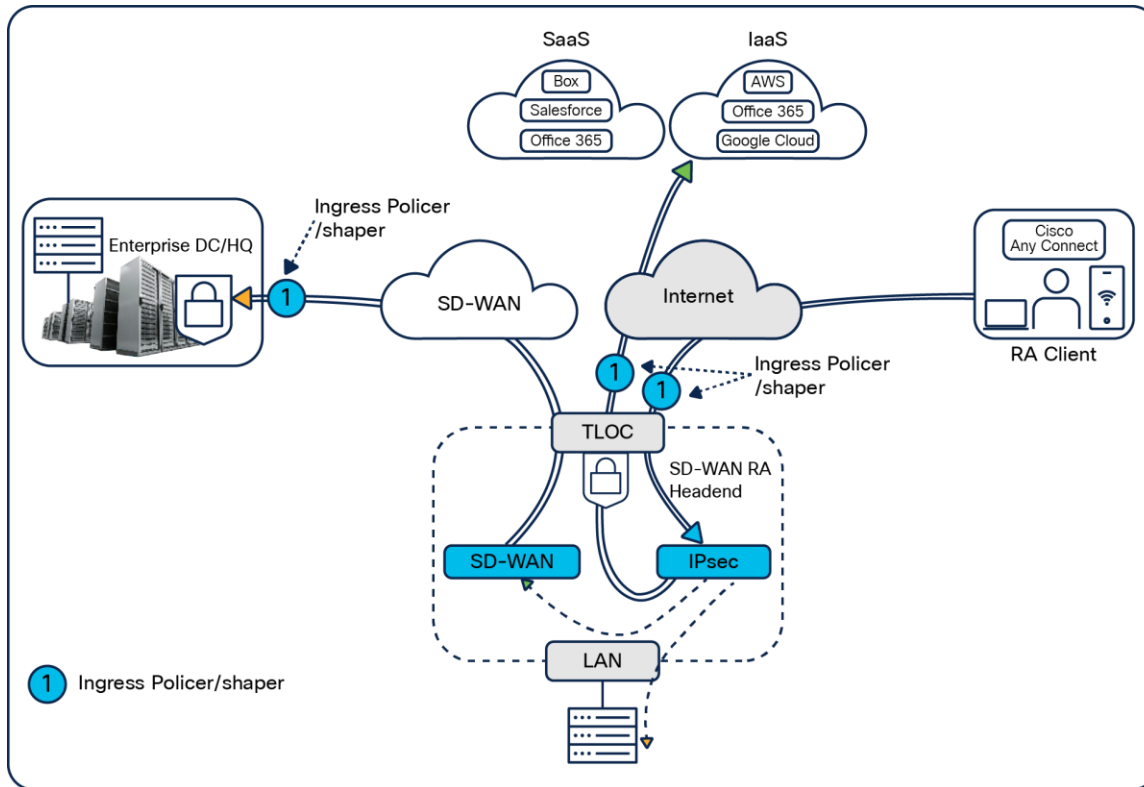 SaaS
Box
Salesforce
Office 365
IaaS
AWS
Office 365
Google Cloud
Ingress Policer
/shaper
Enterprise DC/HQ
1
SD-WAN
Internet
Cisco
Any Connect
RA Client
1
1
Ingress Policer
/shaper
TLOC
SD-WAN RA
Headend
SD-WAN
IPsec
LAN
1 Ingress Policer/shaper